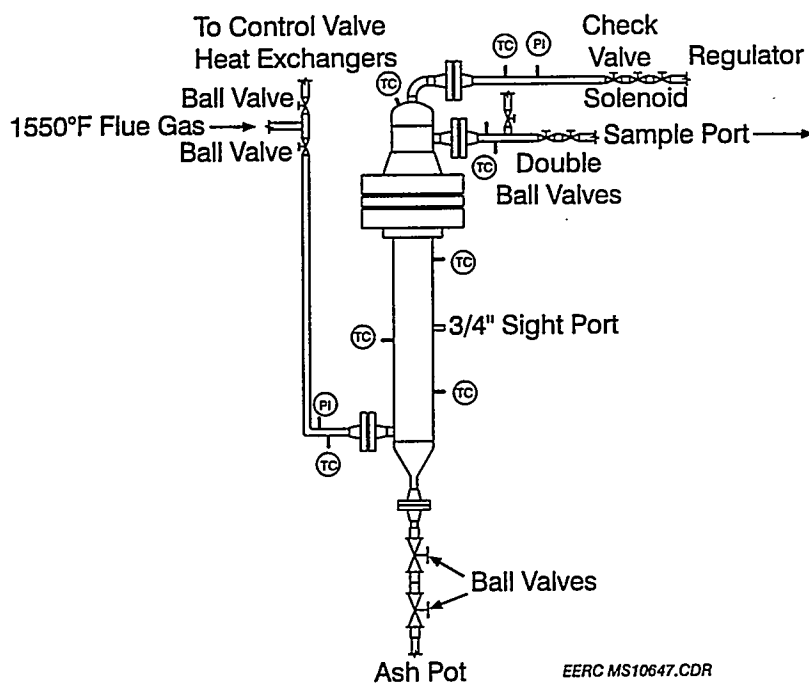 To Control Valve
Heat Exchangers
Ball Valve
1550°F Flue Gas
Ball Valve
TC
TC
PI
Check
Valve
Regulator
Solenoid
Sample Port
TC
Double
Ball Valves
TC
3/4" Sight Port
TC
TC
PI
TC
Ball Valves
Ash Pot
EERC MS10647.CDR